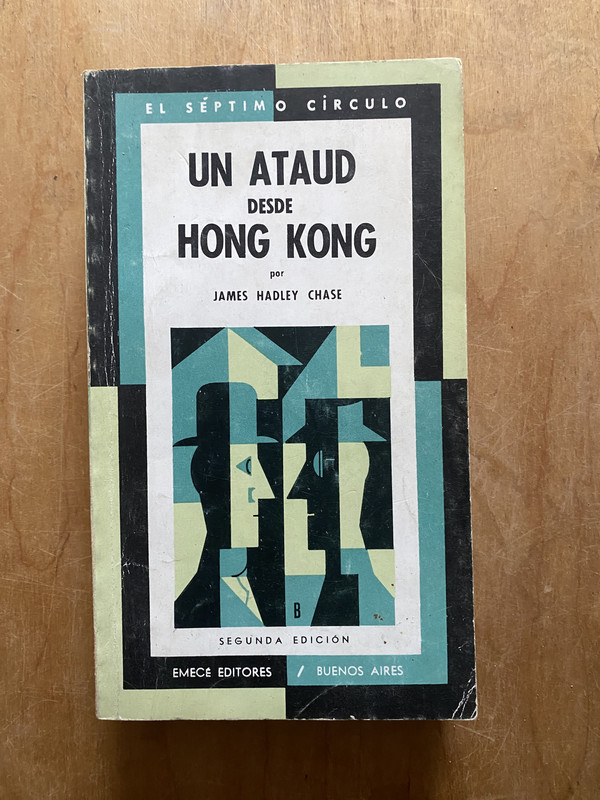 EL SÉPTIMO CÍRCULO
UN ATAUD
DESDE
HONG KONG
por
JAMES HADLEY CHASE
B
SEGUNDA EDICIÓN
EMECÉ EDITORES / BUENOS AIRES